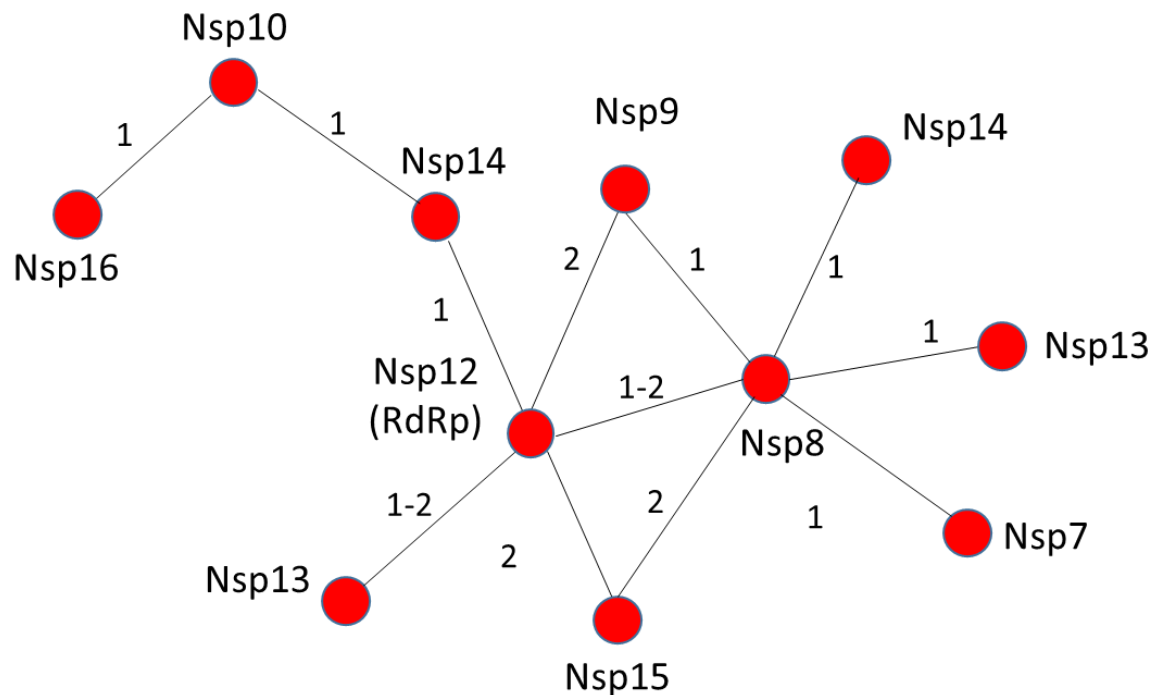 Nsp10
Nsp9
Nsp14
1
1
Nsp14
Nsp16
2
1
1
1
1
Nsp13
Nsp12
(RdRp)
1-2
Nsp8
1-2
2
1
Nsp7
2
Nsp13
Nsp15